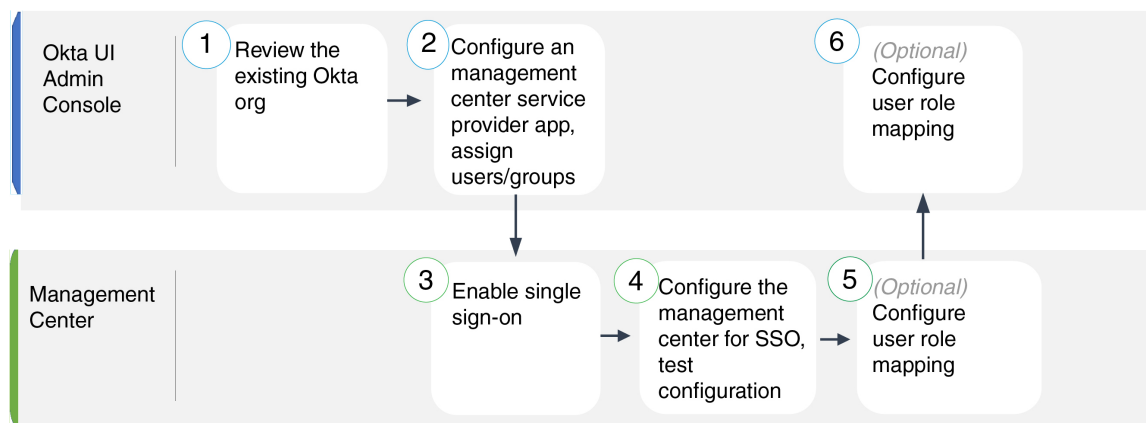 Okta UI
Admin
Console
1
Review the
existing Okta
org
2
Configure an
management
center service
provider app,
assign
users/groups
6
(Optional)
Configure
user role
mapping
Management
Center
3
Enable single
sign-on
4
Configure the
management
center for SSO,
test
configuration
5
(Optional)
Configure
user role
mapping